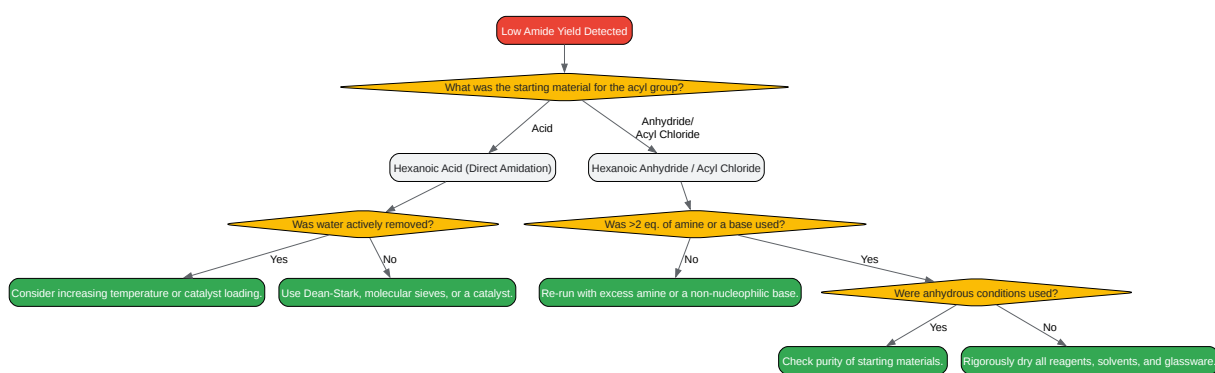 Low Amide Yield Detected
What was the starting material for the acyl group?
Acid
Anhydride/
Acyl Chloride
Hexanoic Acid (Direct Amidation)
Hexanoic Anhydride / Acyl Chloride
Was water actively removed?
Was >2 eq. of amine or a base used?
Yes
No
No
Yes
Consider increasing temperature or catalyst loading.
Use Dean-Stark, molecular sieves, or a catalyst.
Re-run with excess amine or a non-nucleophilic base.
Were anhydrous conditions used?
Yes
No
Check purity of starting materials.
Rigorously dry all reagents, solvents, and glassware.